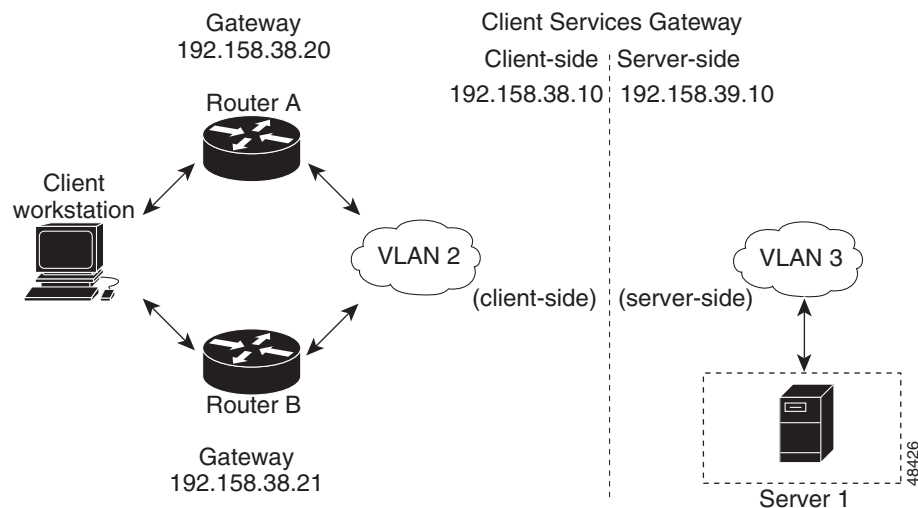 Gateway
192.158.38.20
Router A
Client Services Gateway
Client-side
Server-side
192.158.38.10
192.158.39.10
Client
workstation
VLAN 2
(client-side)
VLAN 3
(server-side)
Router B
Gateway
192.158.38.21
Server 1
48426